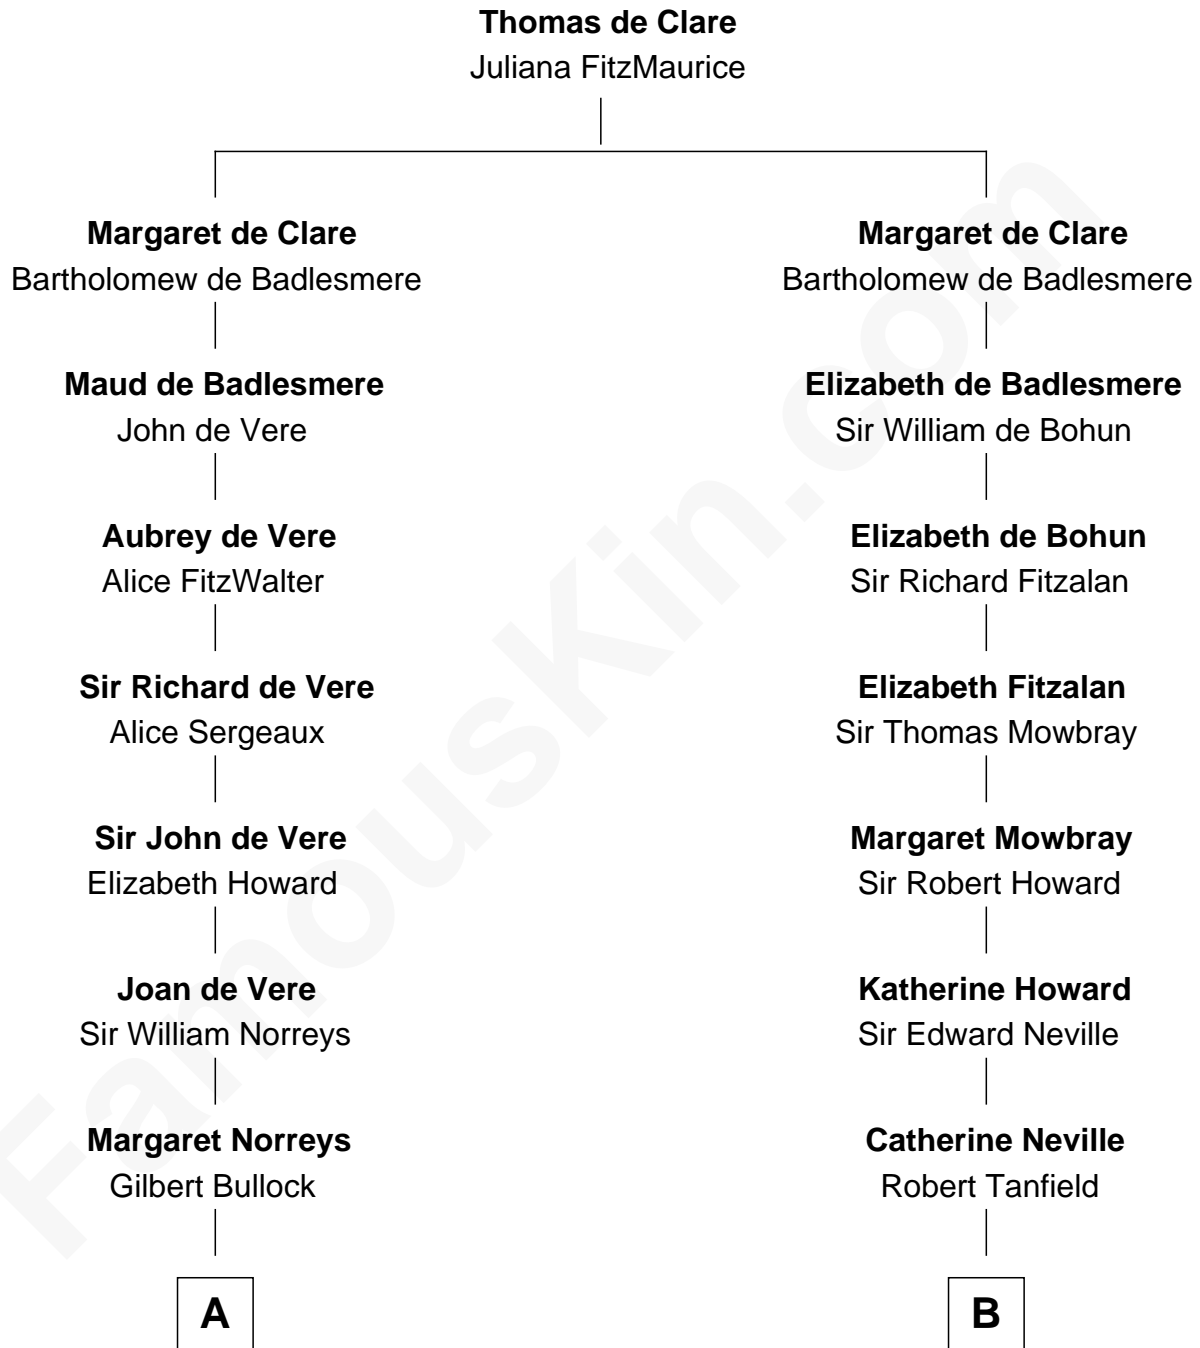 Thomas de Clare
Juliana FitzMaurice
Margaret de Clare
Bartholomew de Badlesmere
Maud de Badlesmere
John de Vere
Aubrey de Vere
Alice FitzWalter
Sir Richard de Vere
Alice Sergeaux
Sir John de Vere
Elizabeth Howard
Joan de Vere
Sir William Norreys
Margaret Norreys
Gilbert Bullock
A
Margaret de Clare
Bartholomew de Badlesmere
Elizabeth de Badlesmere
Sir William de Bohun
Elizabeth de Bohun
Sir Richard Fitzalan
Elizabeth Fitzalan
Sir Thomas Mowbray
Margaret Mowbray
Sir Robert Howard
Katherine Howard
Sir Edward Neville
Catherine Neville
Robert Tanfield
B
FamousKin.com